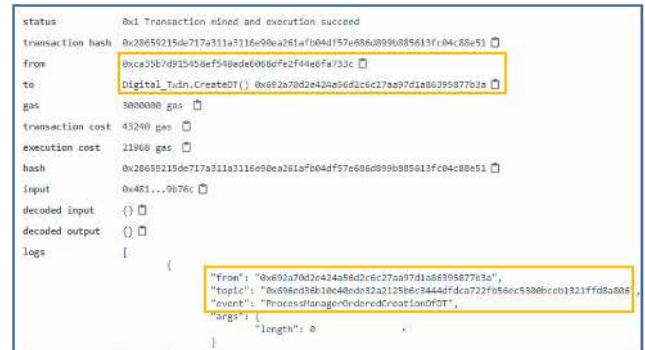 status 0x1 Transaction mined and execution succeed
transaction hash 0x28659215de717a311a3116e90ea261afb04df57e686d899b885613fc04c88e51
from 0xca35b7d915458ef540ade6068dfe2f44e8fa733c
to Digital_Twin.CreateDT() 0x692a70d2e424a56d2c6c27aa97d1a86395877b3a
gas 3000000 gas
transaction cost 43240 gas
execution cost 21968 gas
hash 0x28659215de717a311a3116e90ea261afb04df57e686d899b885613fc04c88e51
input 0x481...9b76c
decoded input {}
decoded output {}
logs [
{
"from": "0x692a70d2e424a56d2c6c27aa97d1a86395877b3a",
"topic": "0x696ed36b10e40ede32a2125b6c3444dfdca722fb56ec5300bceb1321ffd8a806",
"event": "ProcessManagerOrderedCreationOfDT",
"args": {
"length": 0
}